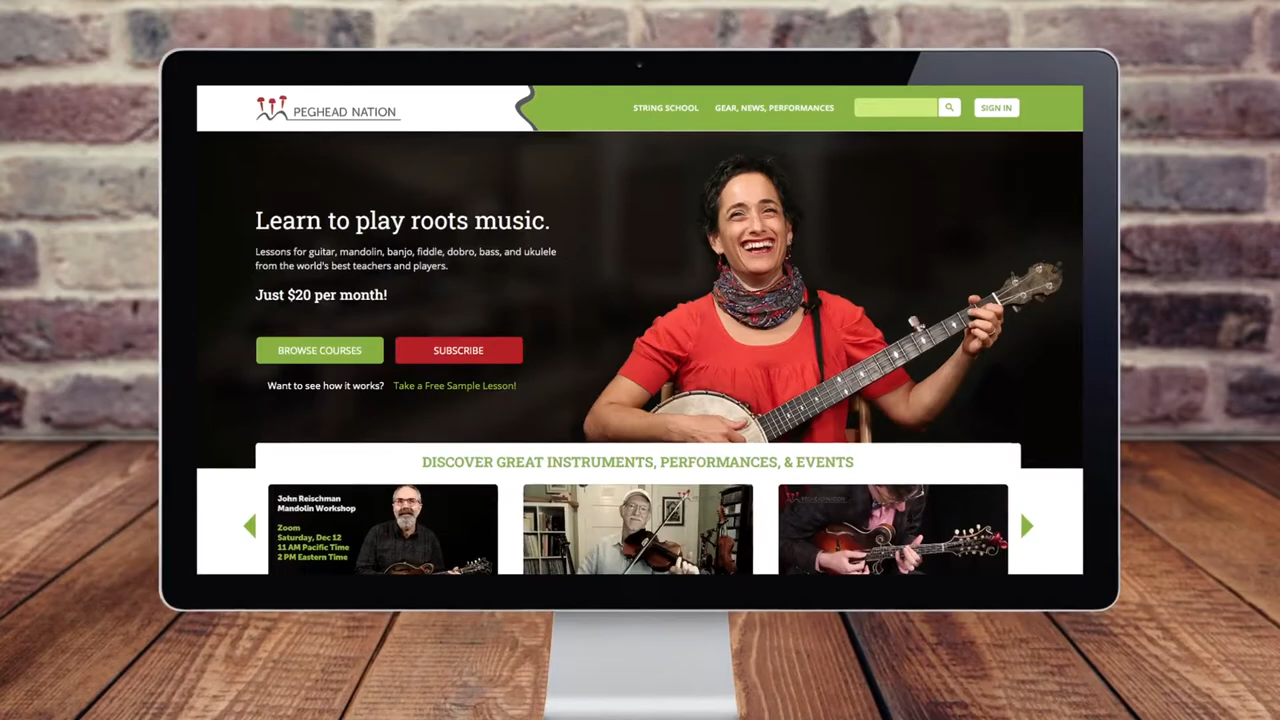 PEGHEAD NATION
STRING SCHOOL
GEAR, NEWS, PERFORMANCES
SIGN IN
Learn to play roots music.
Lessons for guitar, mandolin, banjo, fiddle, dobro, bass, and ukulele
from the world's best teachers and players.
Just $20 per month!
BROWSE COURSES
SUBSCRIBE
Want to see how it works? Take a Free Sample Lesson!
DISCOVER GREAT INSTRUMENTS, PERFORMANCES, & EVENTS
John Reischman
Mandolin Workshop
Zoom
Saturday, Dec 12
11 AM Pacific Time
2 PM Eastern Time
PEGHEAD NATION